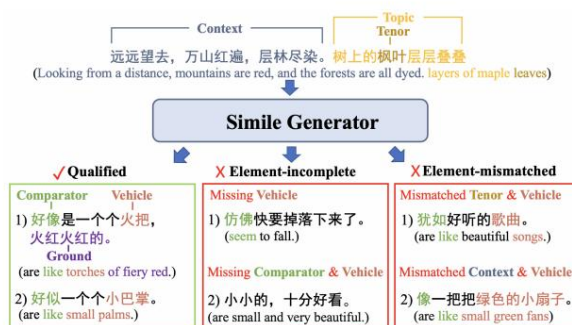 Context
Topic
Tenor
远远望去，万山红遍，层林尽染。树上的枫叶层层叠叠
(Looking from a distance, mountains are red, and the forests are all dyed. layers of maple leaves)
Simile Generator
✓ Qualified
Comparator Vehicle
1) 好像是一个个火把，
火红火红的。
Ground
(are like torches of fiery red.)
2) 好似一个个小巴掌。
(are like small palms.)
✗ Element-incomplete
Missing Vehicle
1) 仿佛快要掉落下来了。
(seem to fall.)
Missing Comparator & Vehicle
2) 小小的，十分好看。
(are small and very beautiful.)
✗ Element-mismatched
Mismatched Tenor & Vehicle
1) 犹如好听的歌曲。
(are like beautiful songs.)
Mismatched Context & Vehicle
2) 像一把把绿色的小扇子。
(are like small green fans)